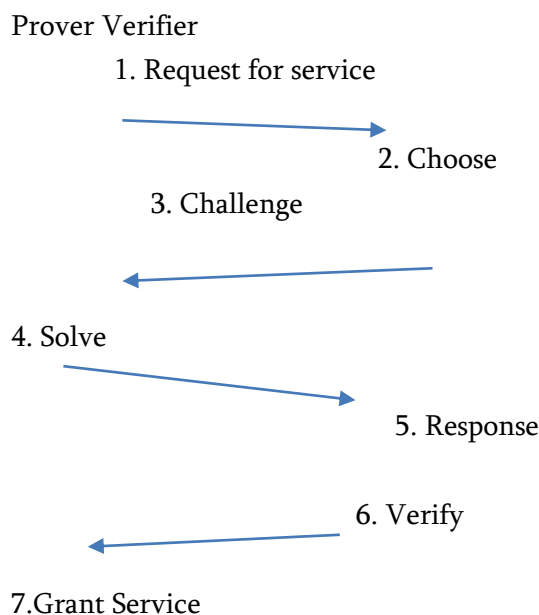 Prover Verifier
1. Request for service
2. Choose
3. Challenge
4. Solve
5. Response
6. Verify
7.Grant Service